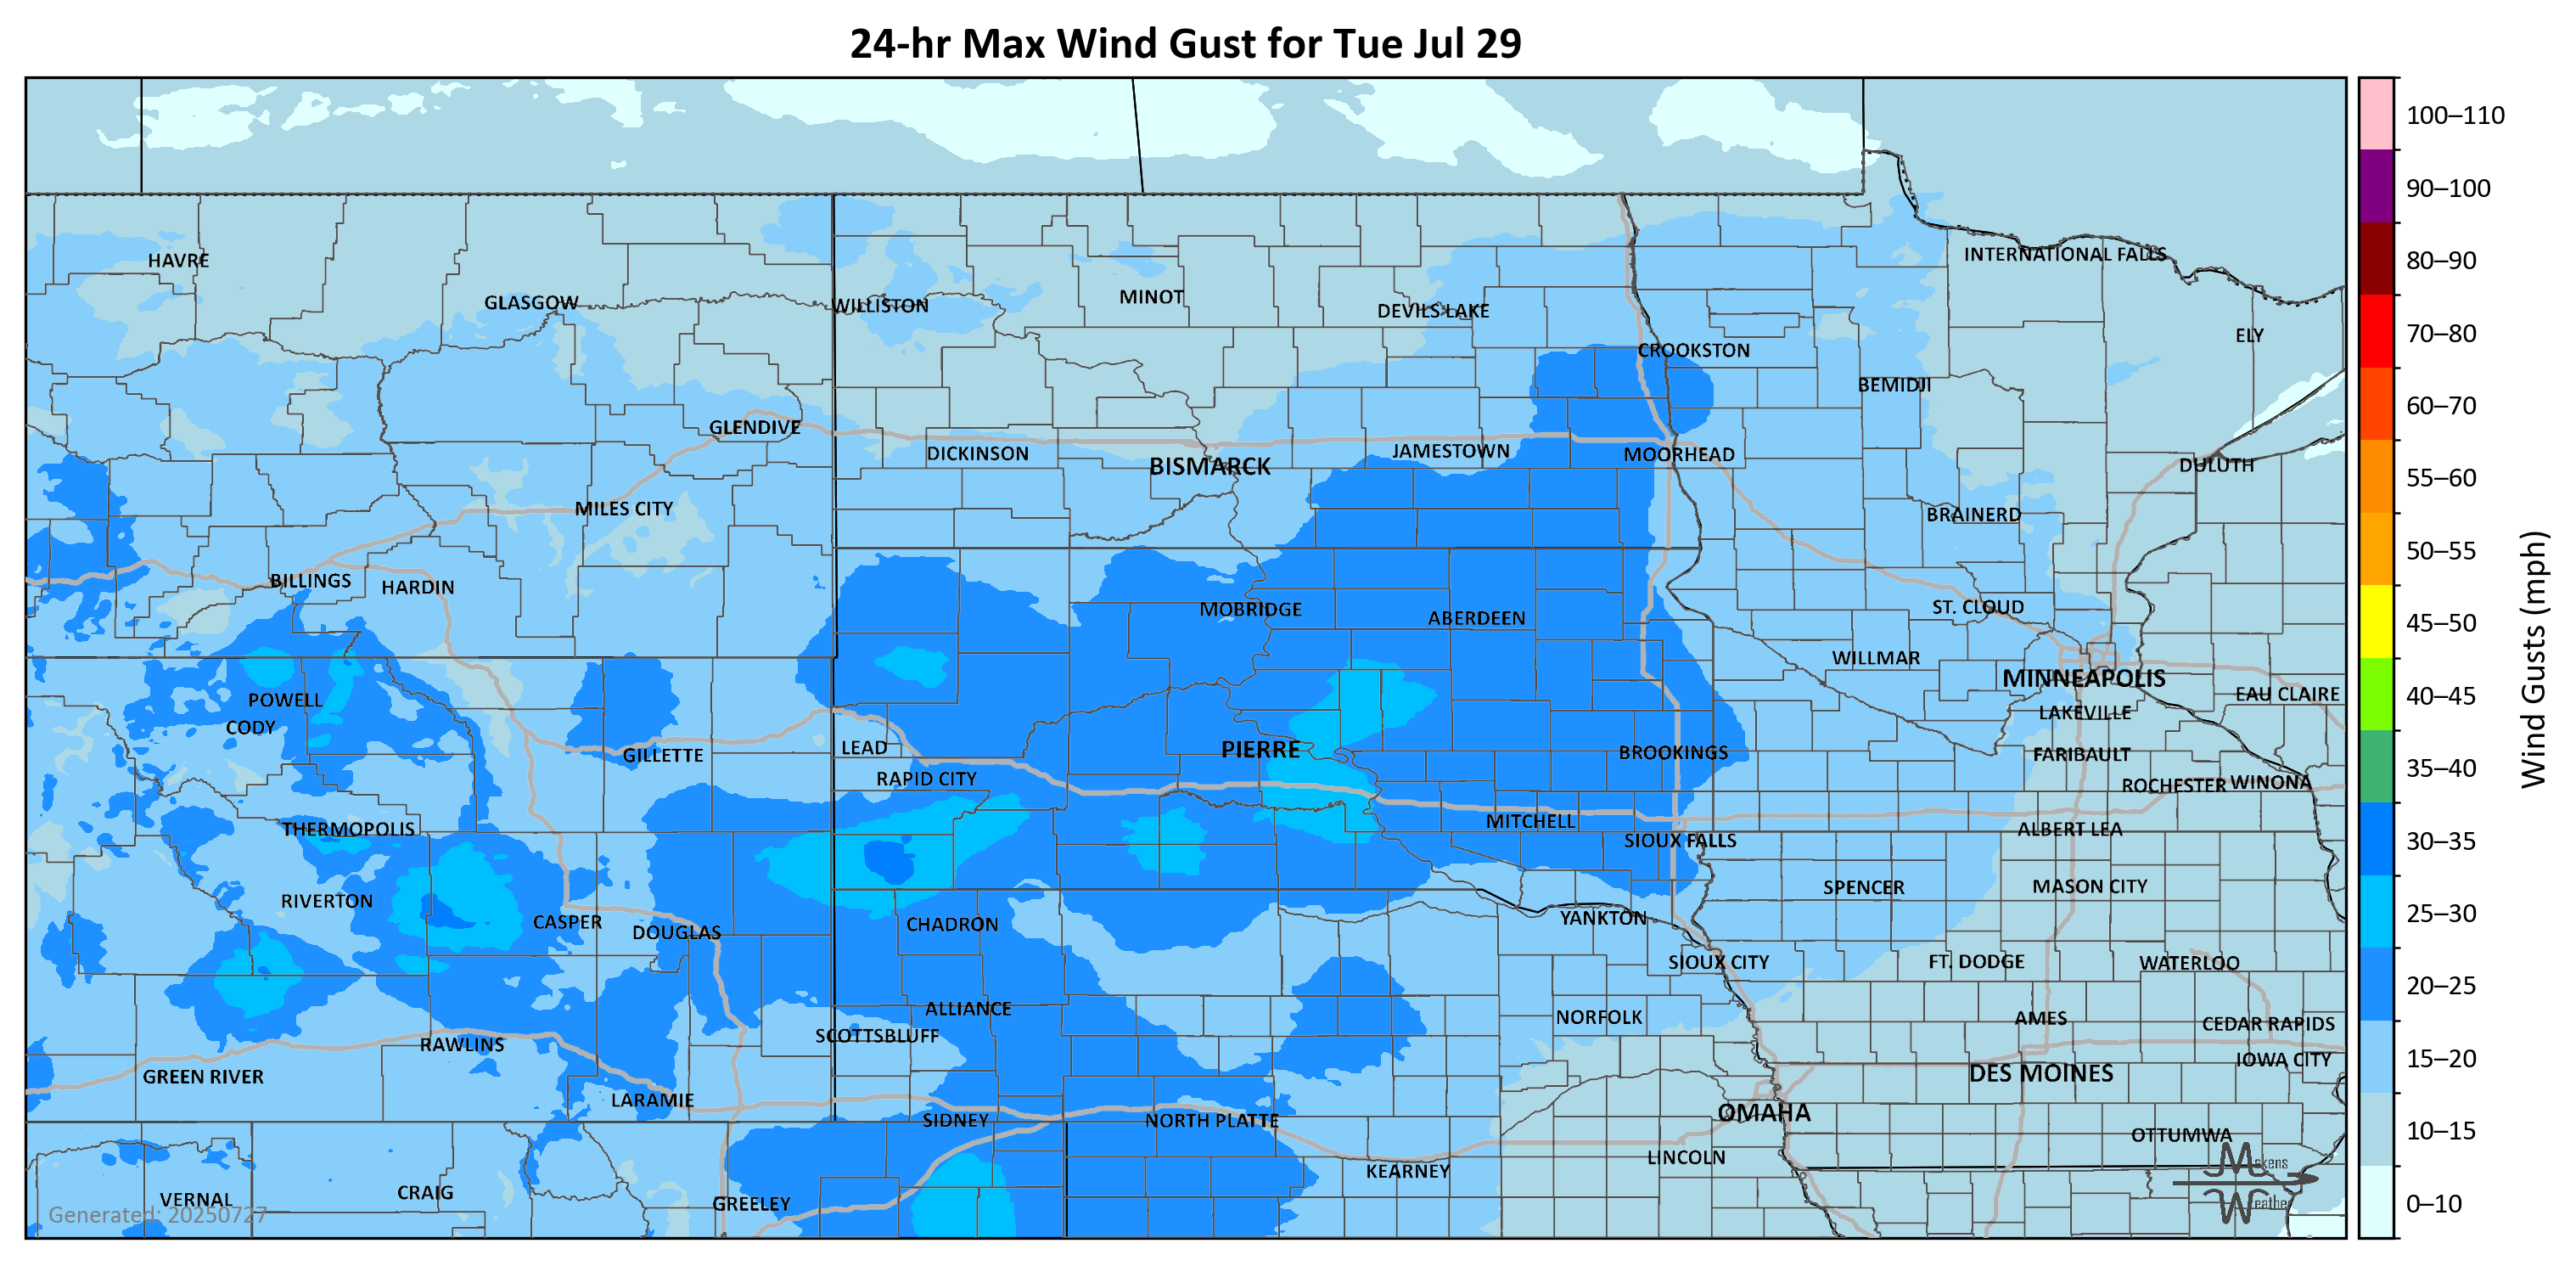 24-hr Max Wind Gust for Tue Jul 29
100–110
90–100
80–90
70–80
60–70
55–60
50–55
45–50
40–45
35–40
30–35
25–30
20–25
15–20
10–15
0–10
Wind Gusts (mph)
HAVRE
INTERNATIONAL FALLS
GLASGOW
WILLISTON
MINOT
DEVILS LAKE
ELY
CROOKSTON
BEMIDJI
GLENDIVE
DICKINSON
BISMARCK
JAMESTOWN
MOORHEAD
DULUTH
MILES CITY
BRAINERD
BILLINGS
HARDIN
MOBRIDGE
ABERDEEN
ST. CLOUD
WILLMAR
MINNEAPOLIS
POWELL
EAU CLAIRE
CODY
LAKEVILLE
GILLETTE
LEAD
PIERRE
BROOKINGS
FARIBAULT
RAPID CITY
ROCHESTER
WINONA
THERMOPOLIS
MITCHELL
SIOUX FALLS
ALBERT LEA
RIVERTON
SPENCER
MASON CITY
CASPER
DOUGLAS
CHADRON
YANKTON
SIOUX CITY
FT. DODGE
WATERLOO
ALLIANCE
NORFOLK
AMES
CEDAR RAPIDS
SCOTTSBLUFF
RAWLINS
IOWA CITY
GREEN RIVER
DES MOINES
LARAMIE
SIDNEY
NORTH PLATTE
OMAHA
OTTUMWA
LINCOLN
KEARNEY
VERNAL
CRAIG
GREELEY
Makens
Weather
Generated: 20250727